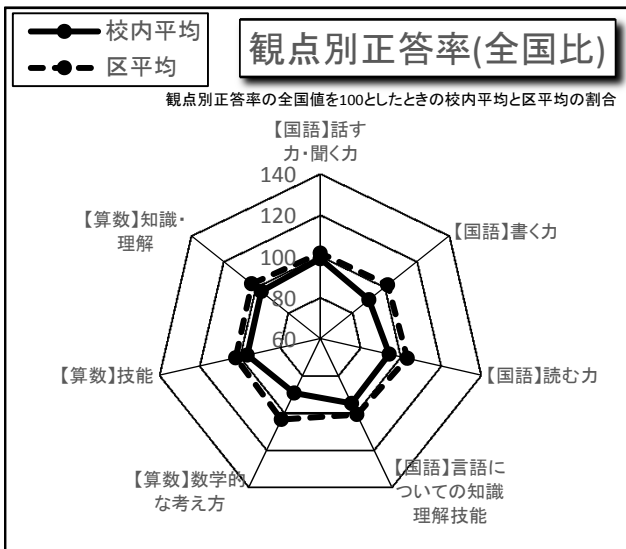 校内平均
区平均
観点別正答率(全国比)
観点別正答率の全国値を100としたときの校内平均と区平均の割合
【国語】話す
力・聞く力
140
120
100
80
60
【算数】知識・
理解
【国語】書く力
【算数】技能
【国語】読む力
【算数】数学的
な考え方
【国語】言語に
ついての知識
理解技能